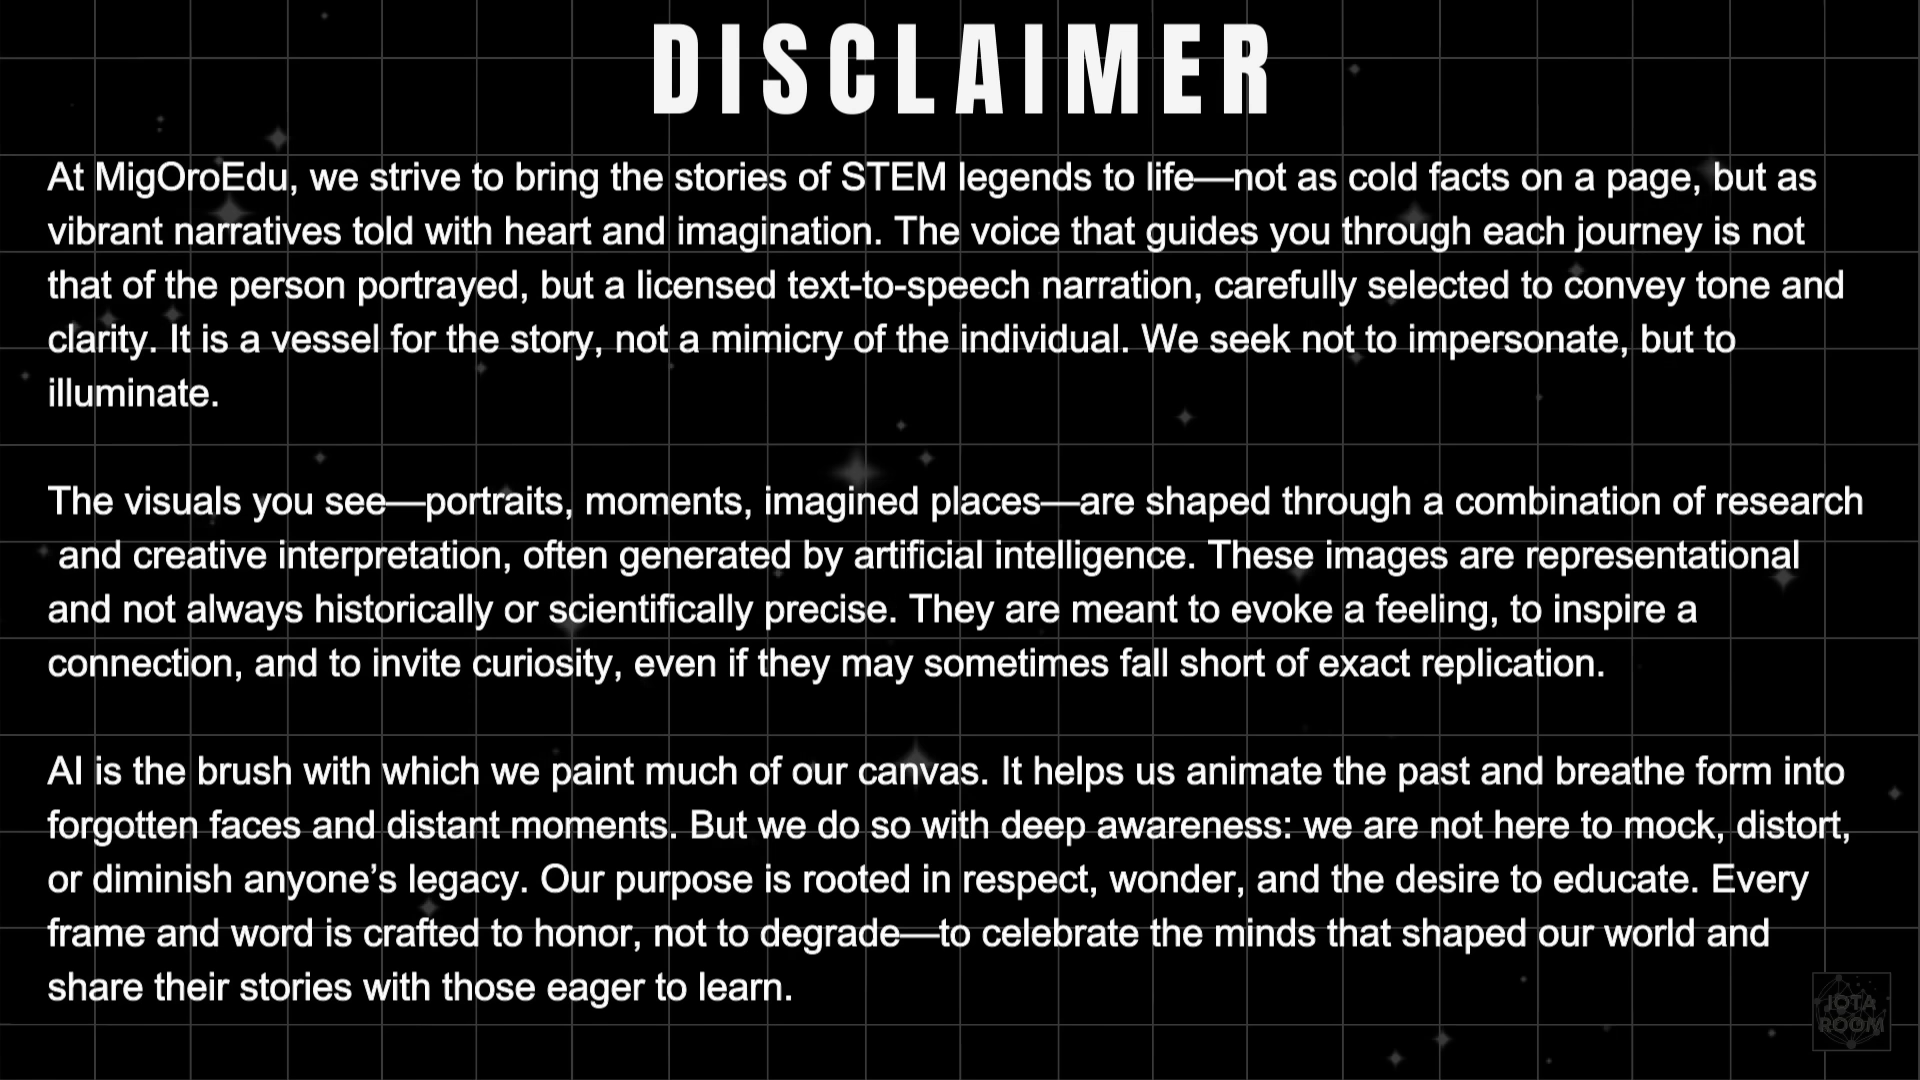 DISCLAIMER
At MigOroEdu, we strive to bring the stories of STEM legends to life—not as cold facts on a page, but as
vibrant narratives told with heart and imagination. The voice that guides you through each journey is not
that of the person portrayed, but a licensed text-to-speech narration, carefully selected to convey tone and
clarity. It is a vessel for the story, not a mimicry of the individual. We seek not to impersonate, but to
illuminate.
The visuals you see—portraits, moments, imagined places—are shaped through a combination of research
and creative interpretation, often generated by artificial intelligence. These images are representational
and not always historically or scientifically precise. They are meant to evoke a feeling, to inspire a
connection, and to invite curiosity, even if they may sometimes fall short of exact replication.
AI is the brush with which we paint much of our canvas. It helps us animate the past and breathe form into
forgotten faces and distant moments. But we do so with deep awareness: we are not here to mock, distort,
or diminish anyone’s legacy. Our purpose is rooted in respect, wonder, and the desire to educate. Every
frame and word is crafted to honor, not to degrade—to celebrate the minds that shaped our world and
share their stories with those eager to learn.
IOTA
ROOM